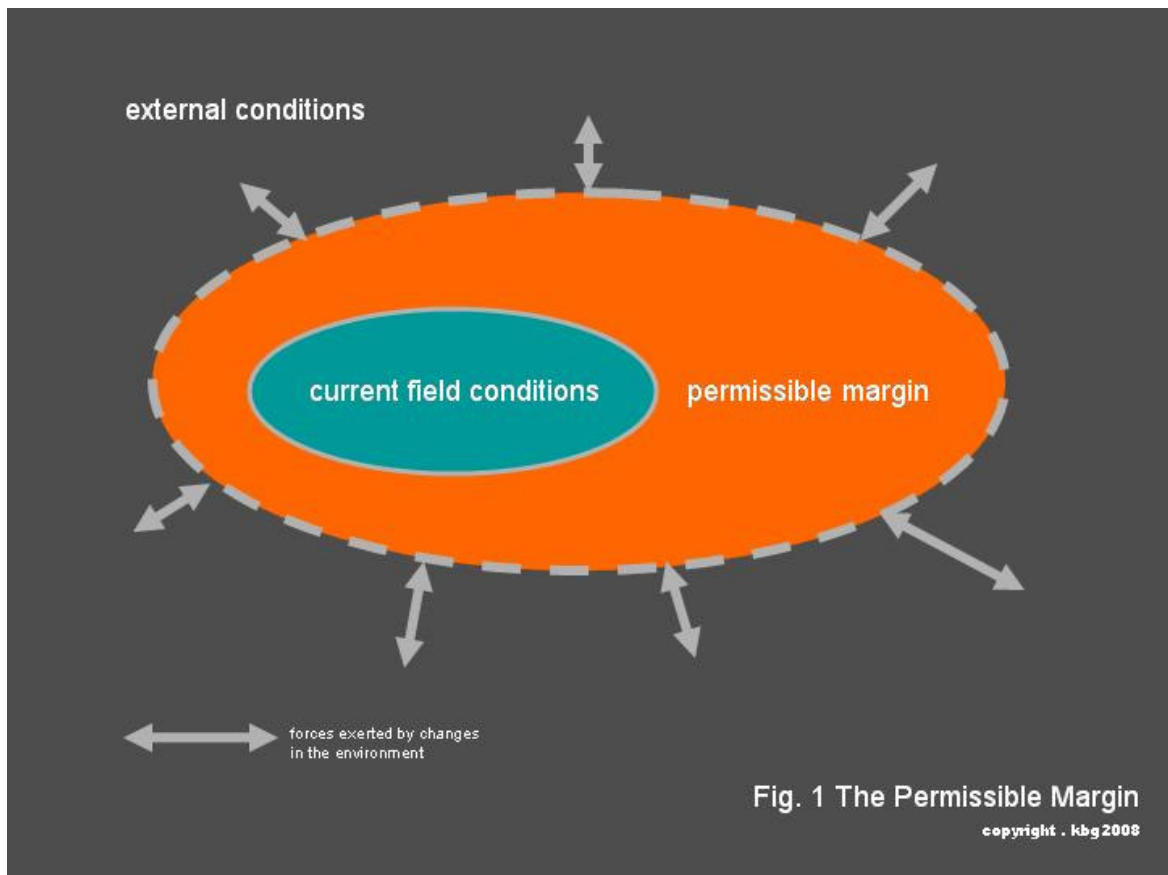 external conditions
current field conditions
permissible margin
forces exerted by changes
in the environment
Fig. 1 The Permissible Margin
copyright . kbg2008